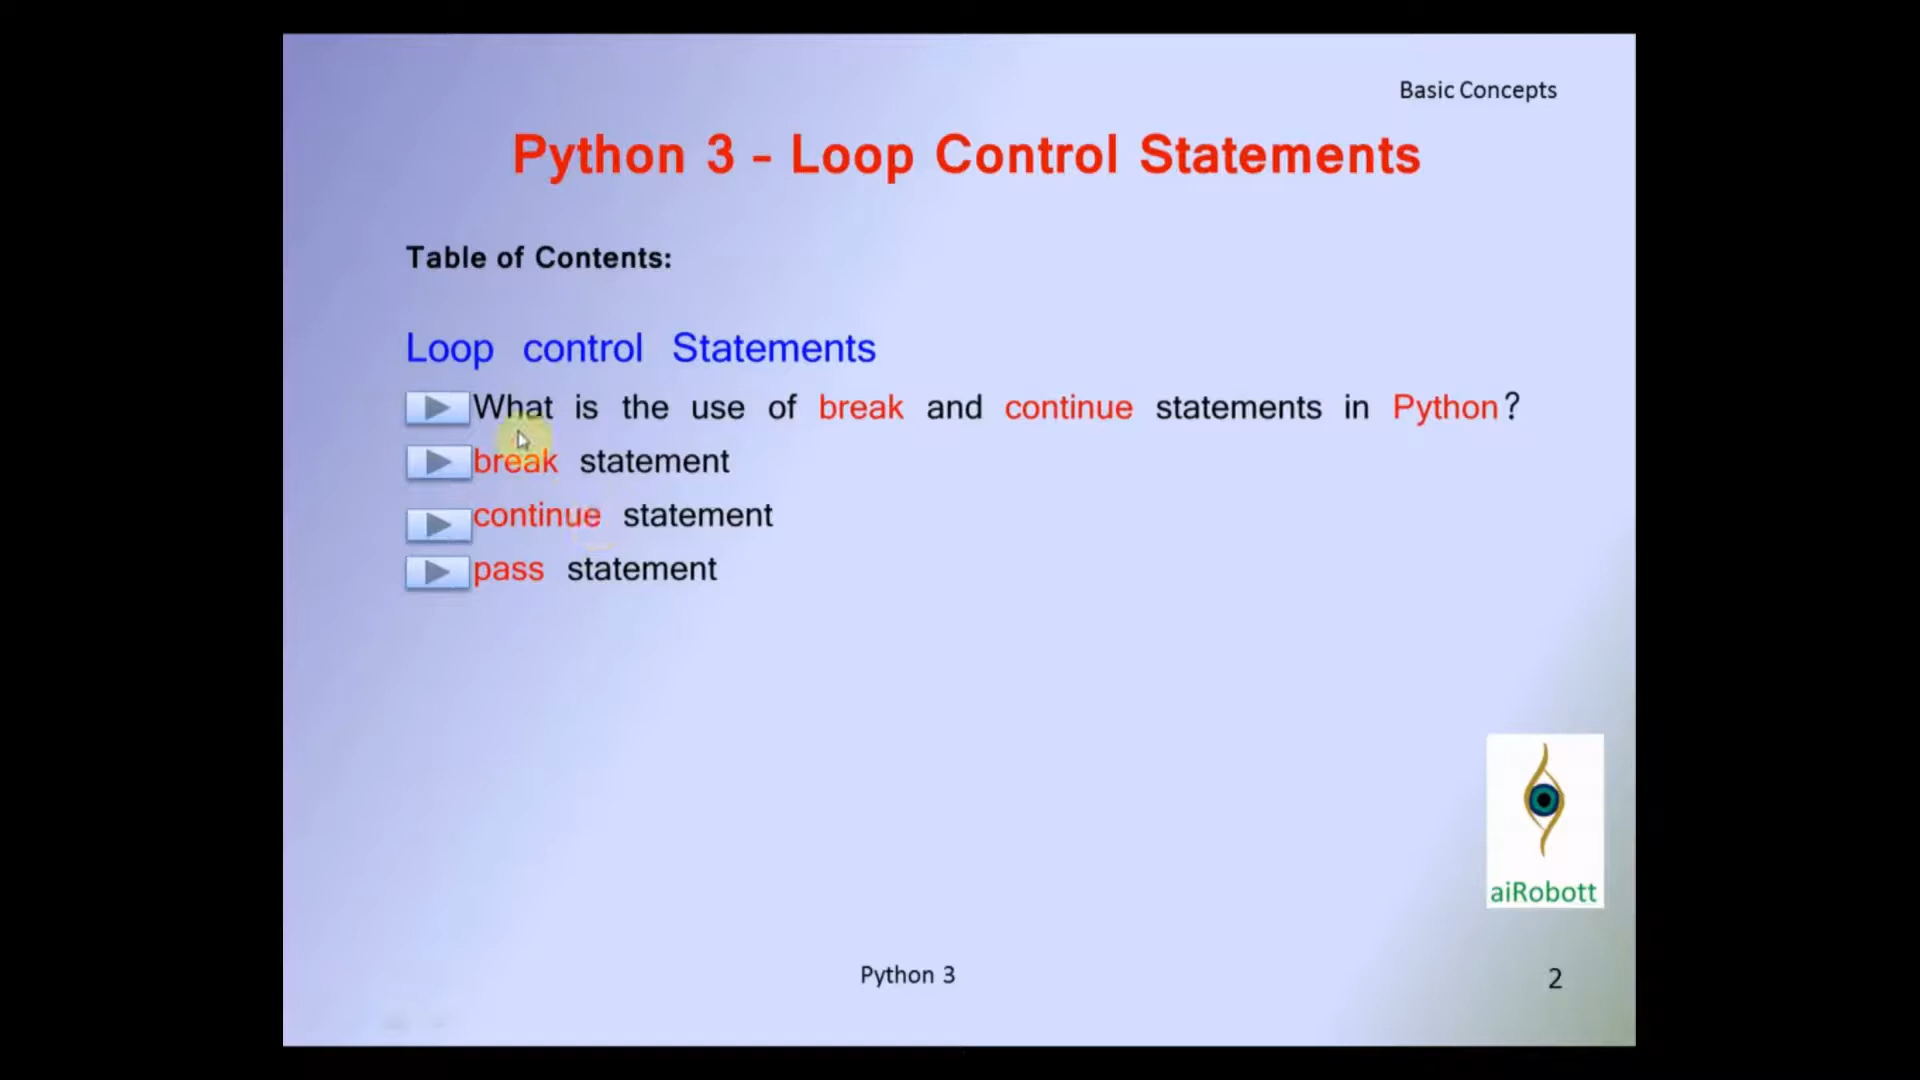 Basic Concepts
Python 3 - Loop Control Statements
Table of Contents:
Loop control Statements
What is the use of break and continue statements in Python?
break statement
continue statement
pass statement
aiRobott
Python 3
2